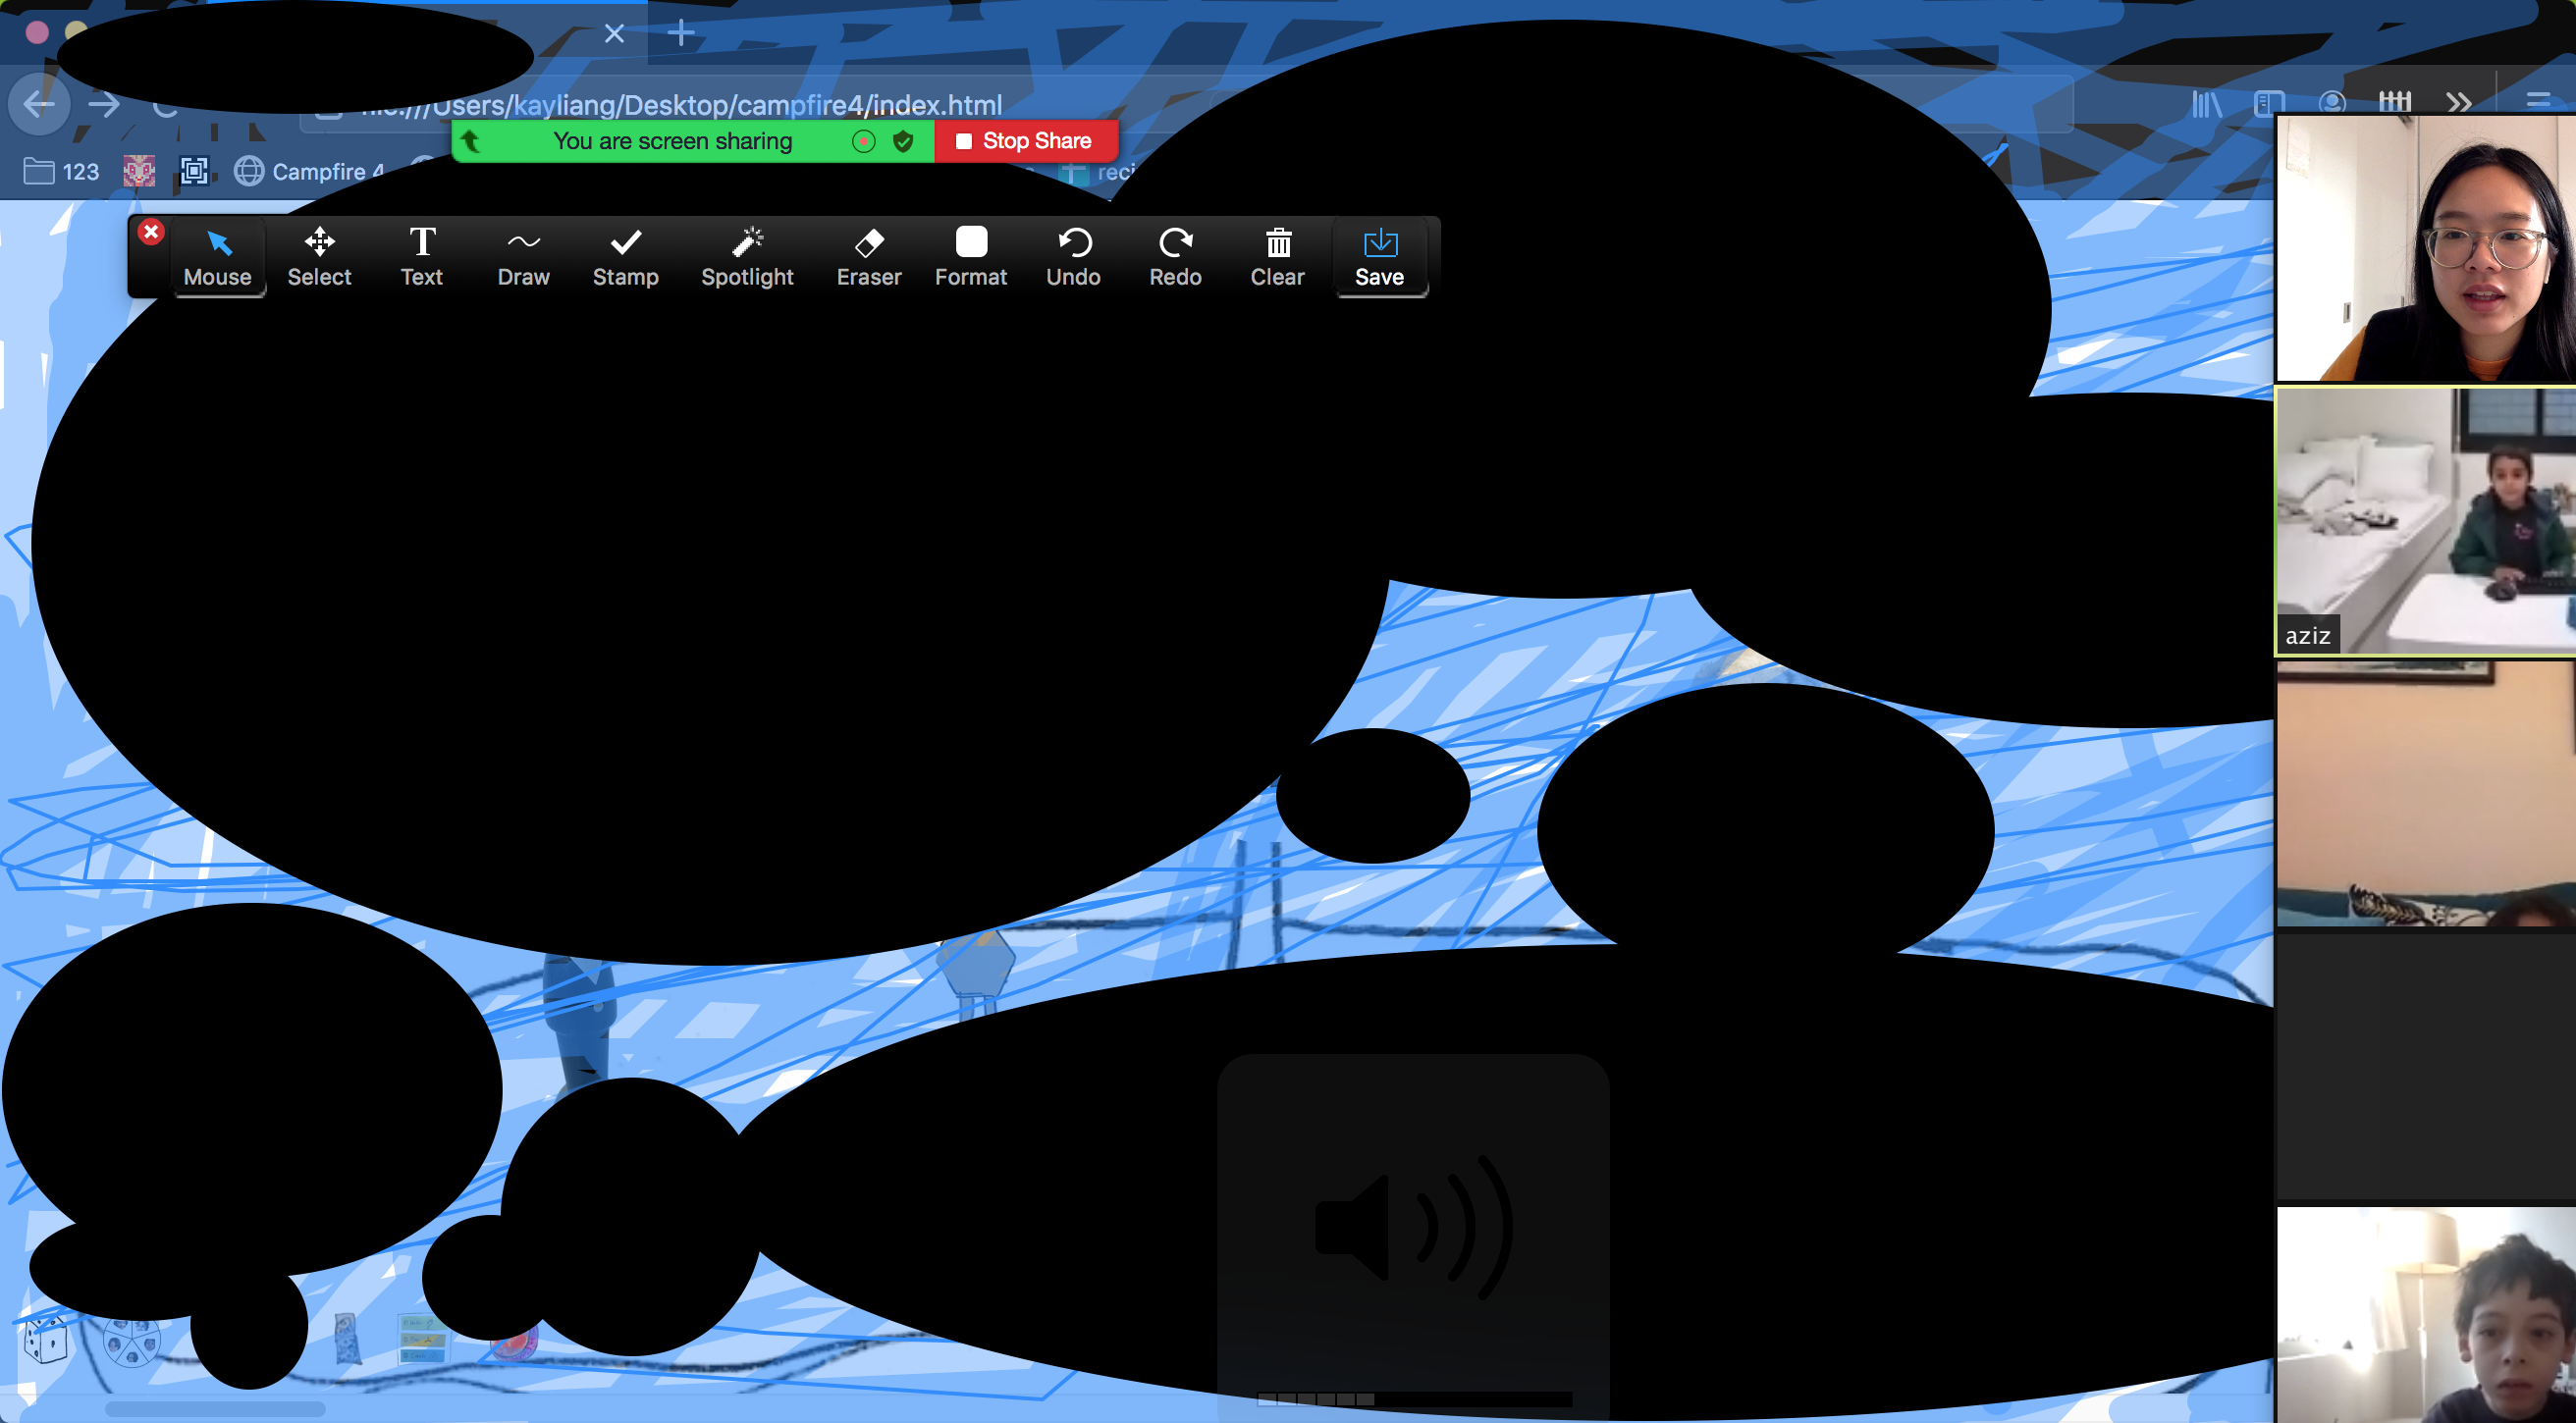 file:///Users/kayliang/Desktop/campfire4/index.html
You are screen sharing
Stop Share
123
Campfire 4
Mouse
Select
Text
Draw
Stamp
Spotlight
Eraser
Format
Undo
Redo
Clear
Save
aziz